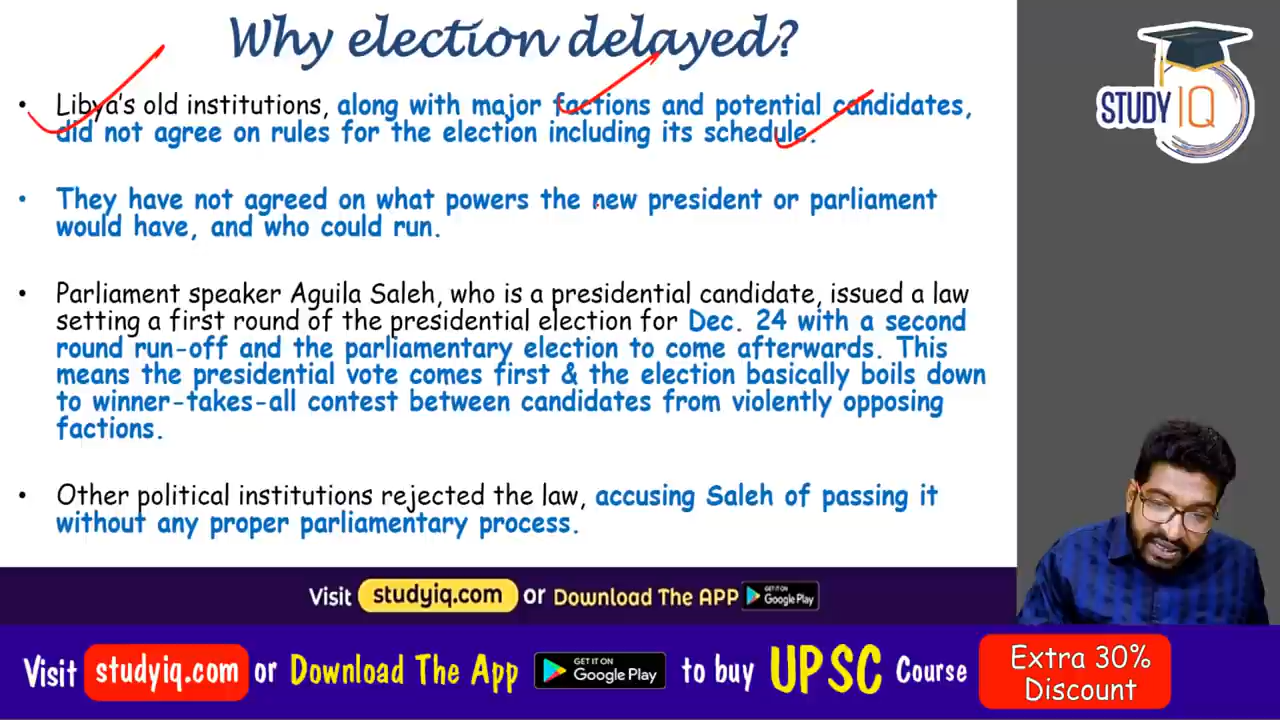 Why election delayed?
• Libya's old institutions, along with major factions and potential candidates,
did not agree on rules for the election including its schedule.
• They have not agreed on what powers the new president or parliament
would have, and who could run.
• Parliament speaker Aguila Saleh, who is a presidential candidate, issued a law
setting a first round of the presidential election for Dec. 24 with a second
round run-off and the parliamentary election to come afterwards. This
means the presidential vote comes first & the election basically boils down
to winner-takes-all contest between candidates from violently opposing
factions.
• Other political institutions rejected the law, accusing Saleh of passing it
without any proper parliamentary process.
STUDY IQ
Visit studyiq.com or Download The APP GET IT ON Google Play
Visit studyiq.com or Download The App GET IT ON Google Play to buy UPSC Course
Extra 30%
Discount